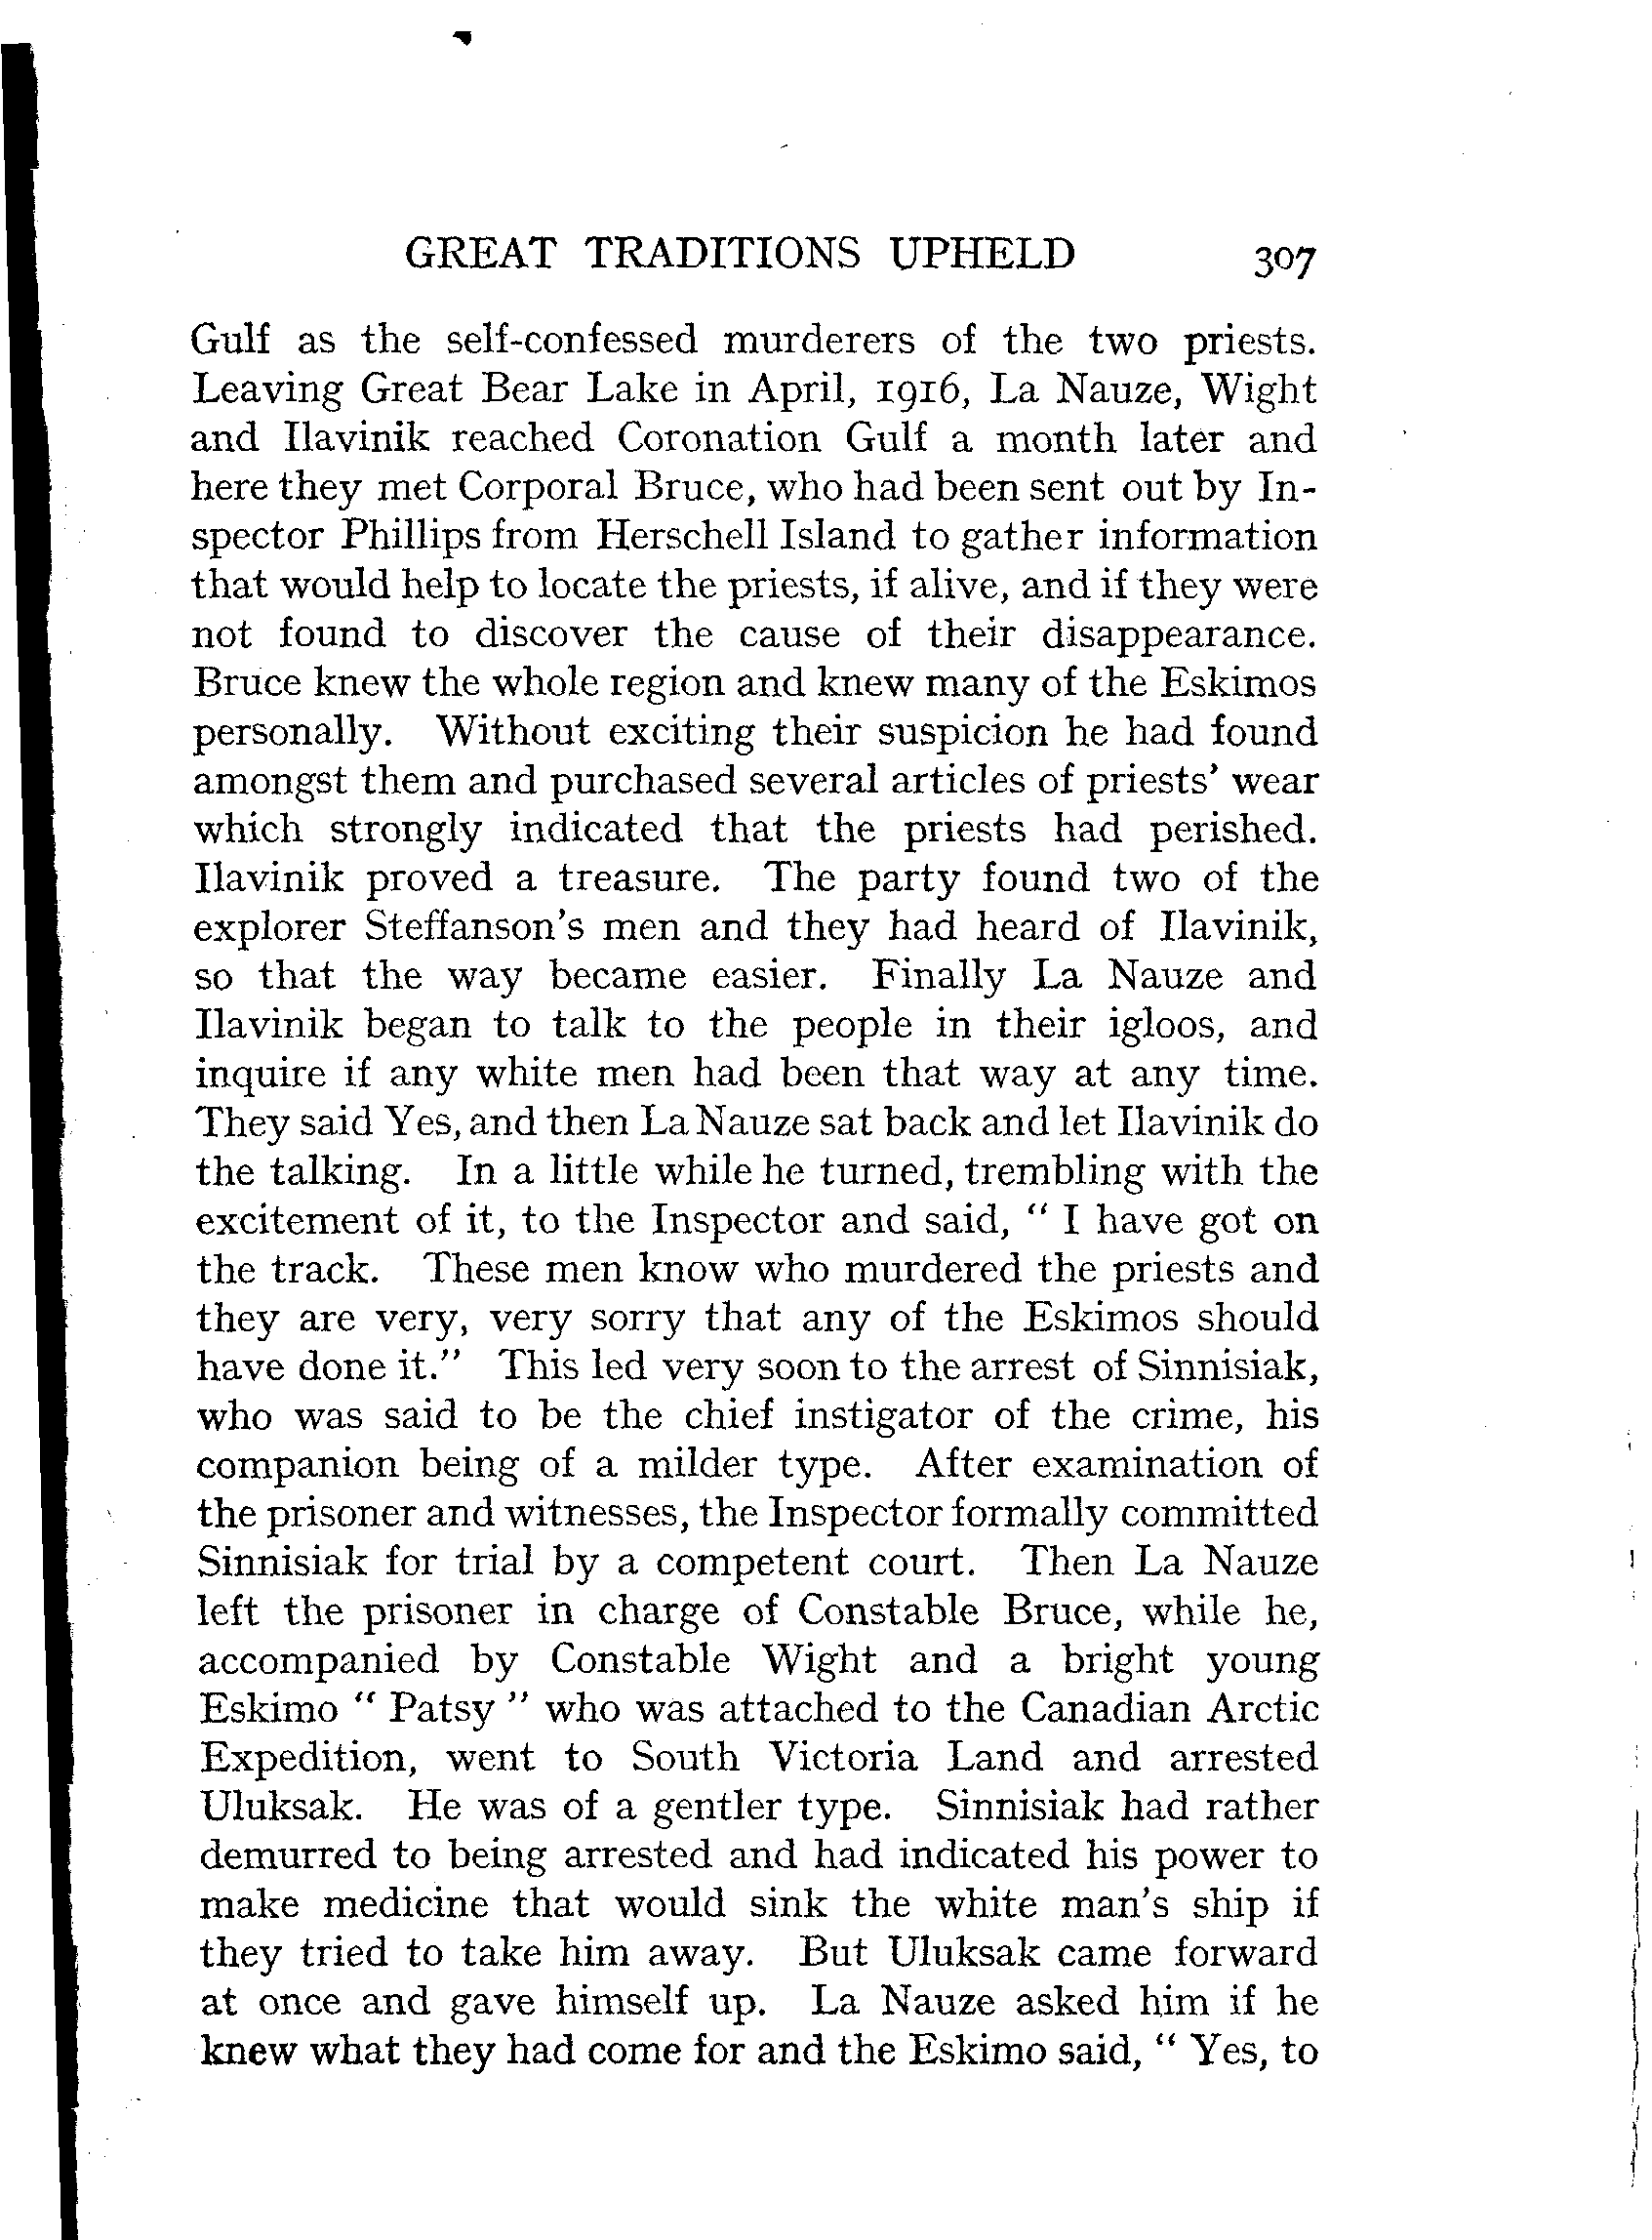 GREAT TRADITIONS UPHELD 307
Gulf as the self-confessed murderers of the two priests.
Leaving Great Bear Lake in April, 1916, La Nauze, Wight
and Ilavinik reached Coronation Gulf a month later and
here they met Corporal Bruce, who had been sent out by In-
spector Phillips from Herschell Island to gather information
that would help to locate the priests, if alive, and if they were
not found to discover the cause of their disappearance.
Bruce knew the whole region and knew many of the Eskimos
personally. Without exciting their suspicion he had found
amongst them and purchased several articles of priests' wear
which strongly indicated that the priests had perished.
Ilavinik proved a treasure. The party found two of the
explorer Steffanson's men and they had heard of Ilavinik,
so that the way became easier. Finally La Nauze and
Ilavinik began to talk to the people in their igloos, and
inquire if any white men had been that way at any time.
They said Yes, and then La Nauze sat back and let Ilavinik do
the talking. In a little while he turned, trembling with the
excitement of it, to the Inspector and said, " I have got on
the track. These men know who murdered the priests and
they are very, very sorry that any of the Eskimos should
have done it." This led very soon to the arrest of Sinnisiak,
who was said to be the chief instigator of the crime, his
companion being of a milder type. After examination of
the prisoner and witnesses, the Inspector formally committed
Sinnisiak for trial by a competent court. Then La Nauze
left the prisoner in charge of Constable Bruce, while he,
accompanied by Constable Wight and a bright young
Eskimo " Patsy " who was attached to the Canadian Arctic
Expedition, went to South Victoria Land and arrested
Uluksak. He was of a gentler type. Sinnisiak had rather
demurred to being arrested and had indicated his power to
make medicine that would sink the white man's ship if
they tried to take him away. But Uluksak came forward
at once and gave himself up. La Nauze asked him if he
knew what they had come for and the Eskimo said, " Yes, to